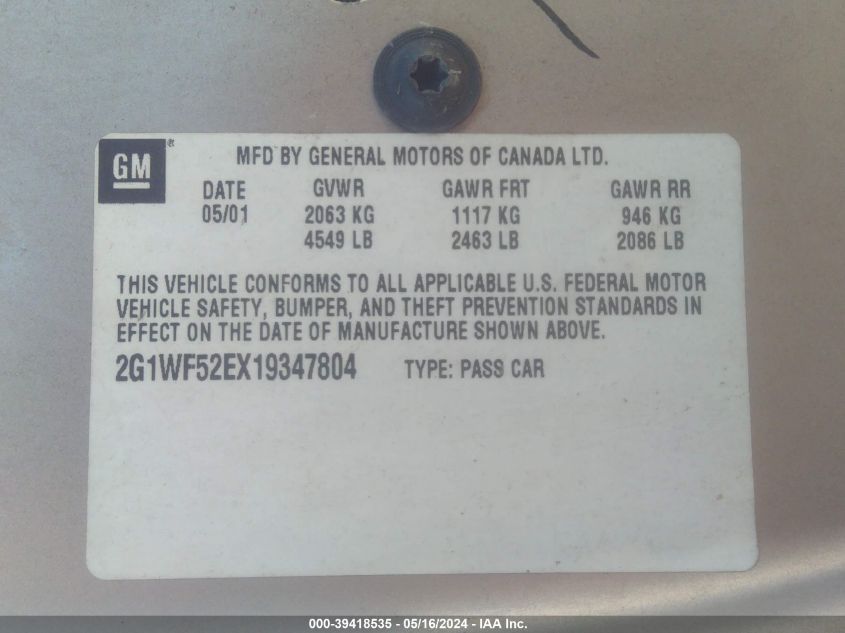 GM®
MFD BY GENERAL MOTORS OF CANADA LTD.
DATE GVWR GAWR FRT GAWR RR
05/01 2063 KG 1117 KG 946 KG
4549 LB 2463 LB 2086 LB
THIS VEHICLE CONFORMS TO ALL APPLICABLE U.S. FEDERAL MOTOR
VEHICLE SAFETY, BUMPER, AND THEFT PREVENTION STANDARDS IN
EFFECT ON THE DATE OF MANUFACTURE SHOWN ABOVE.
2G1WF52EX19347804 TYPE: PASS CAR
000-39418535 - 05/16/2024 - IAA Inc.